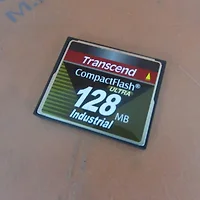 Transcend
CompactFlash®
ULTRA
128 MB
Industrial